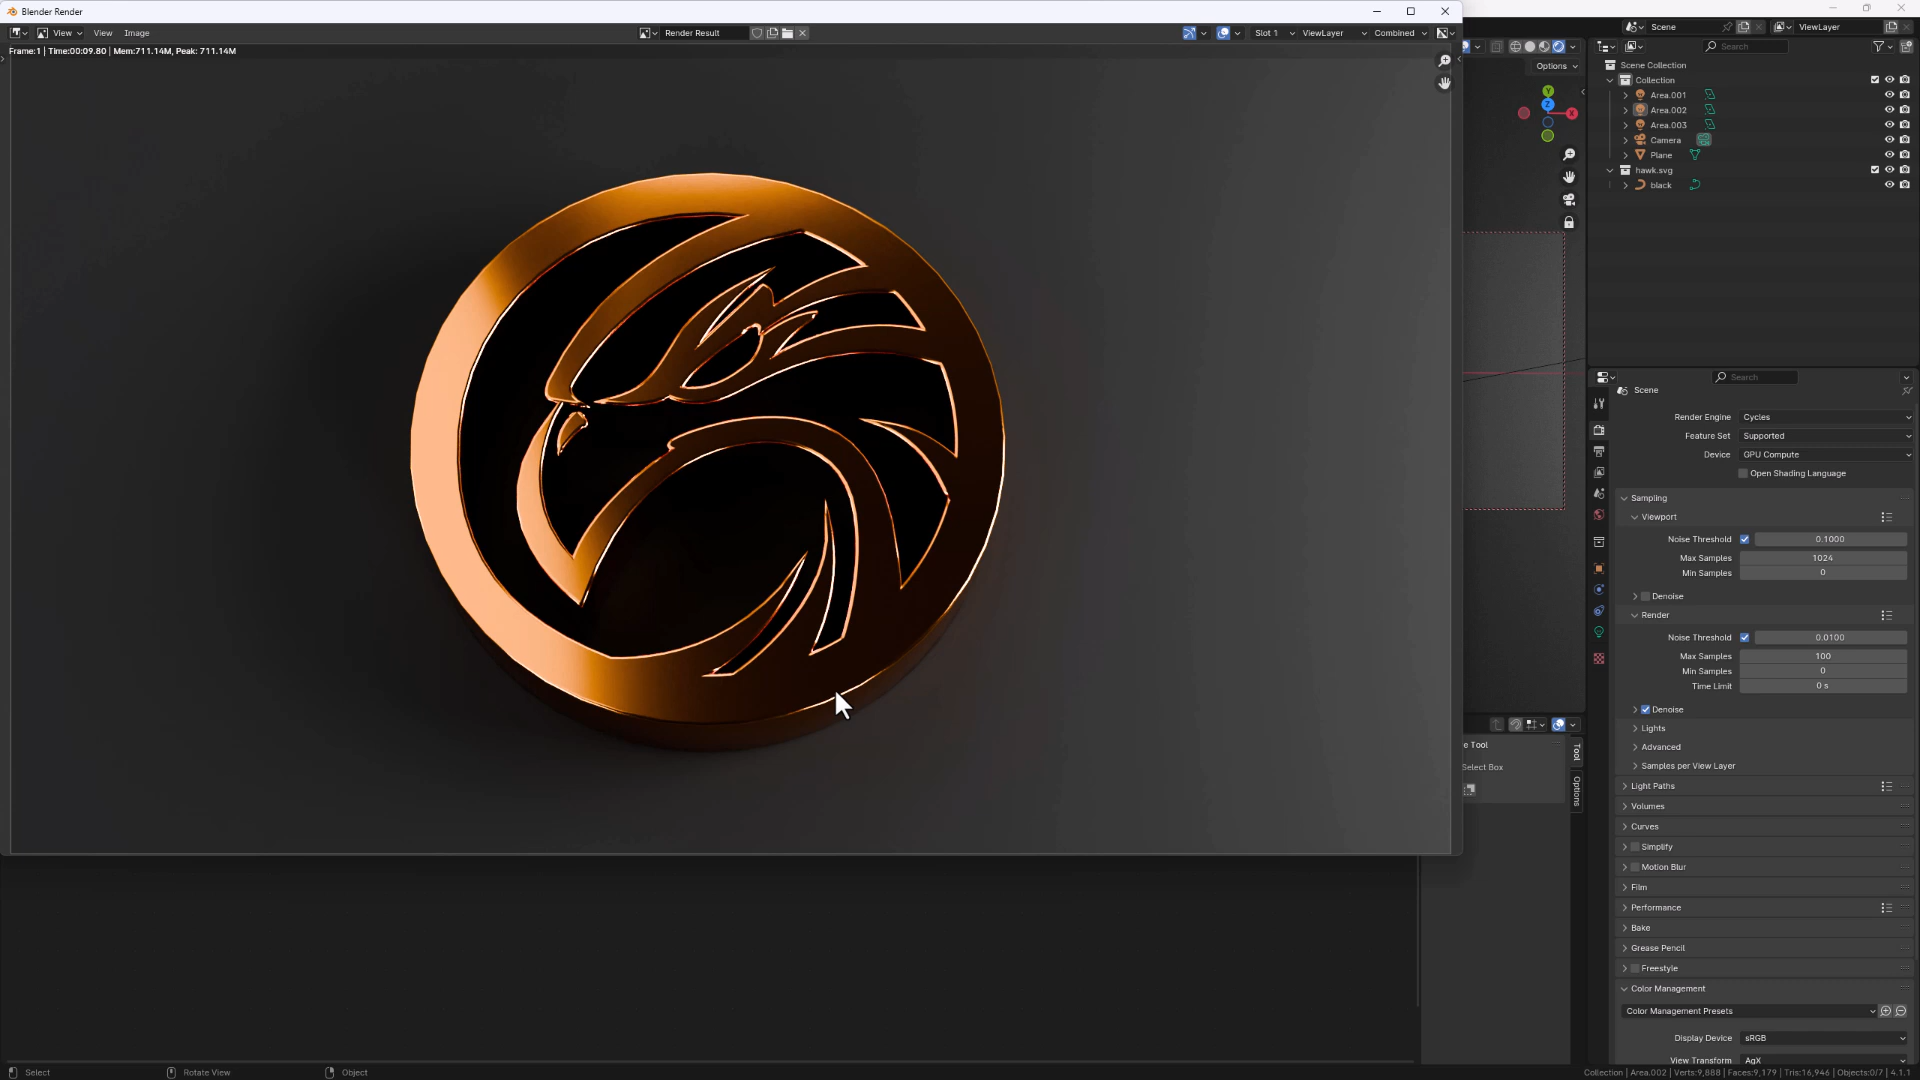 Blender Render
View View Image Render Result Slot 1 ViewLayer Combined
Frame:1 | Time:00:09.80 | Mem:711.14M, Peak: 711.14M
Scene ViewLayer
Search
Options
Y
Z
X
Scene Collection
Collection
Area.001
Area.002
Area.003
Camera
Plane
hawk.svg
black
Search
Scene
Render Engine Cycles
Feature Set Supported
Device GPU Compute
Open Shading Language
Sampling
Viewport
Noise Threshold 0.1000
Max Samples 1024
Min Samples 0
Denoise
Render
Noise Threshold 0.0100
Max Samples 100
Min Samples 0
Time Limit 0 s
Denoise
Lights
Advanced
Samples per View Layer
Light Paths
Volumes
Curves
Simplify
Motion Blur
Film
Performance
Bake
Grease Pencil
Freestyle
Color Management
Color Management Presets
Display Device sRGB
View Transform AgX
e Tool
Select Box
Tool
Options
Select Rotate View Object
Collection | Area.002 | Verts:9,888 | Faces:9,179 | Tris:16,946 | Objects:0/7 | 4.1.1